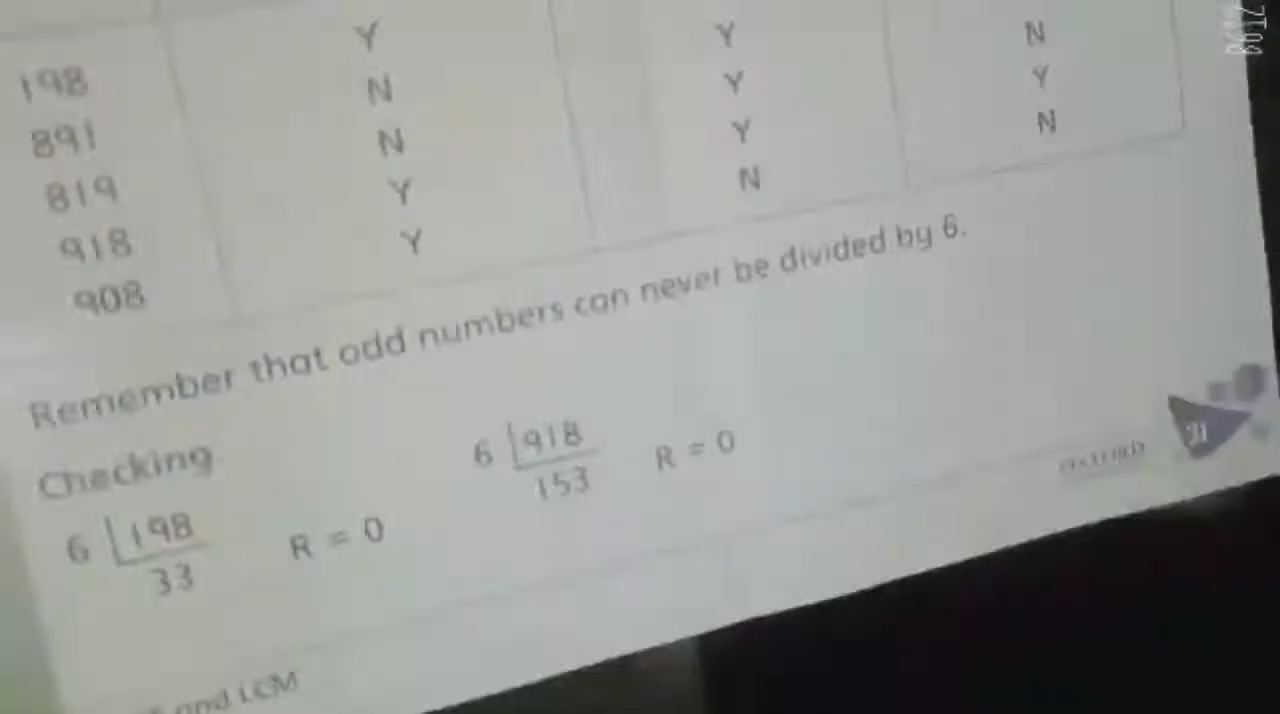 198 Y
891 N Y
819 N Y N
918 Y Y Y
908 Y N N
Remember that odd numbers can never be divided by 6.
Checking
6 198 R = 0
33
6 918 R = 0
153
OXFORD
and LCM